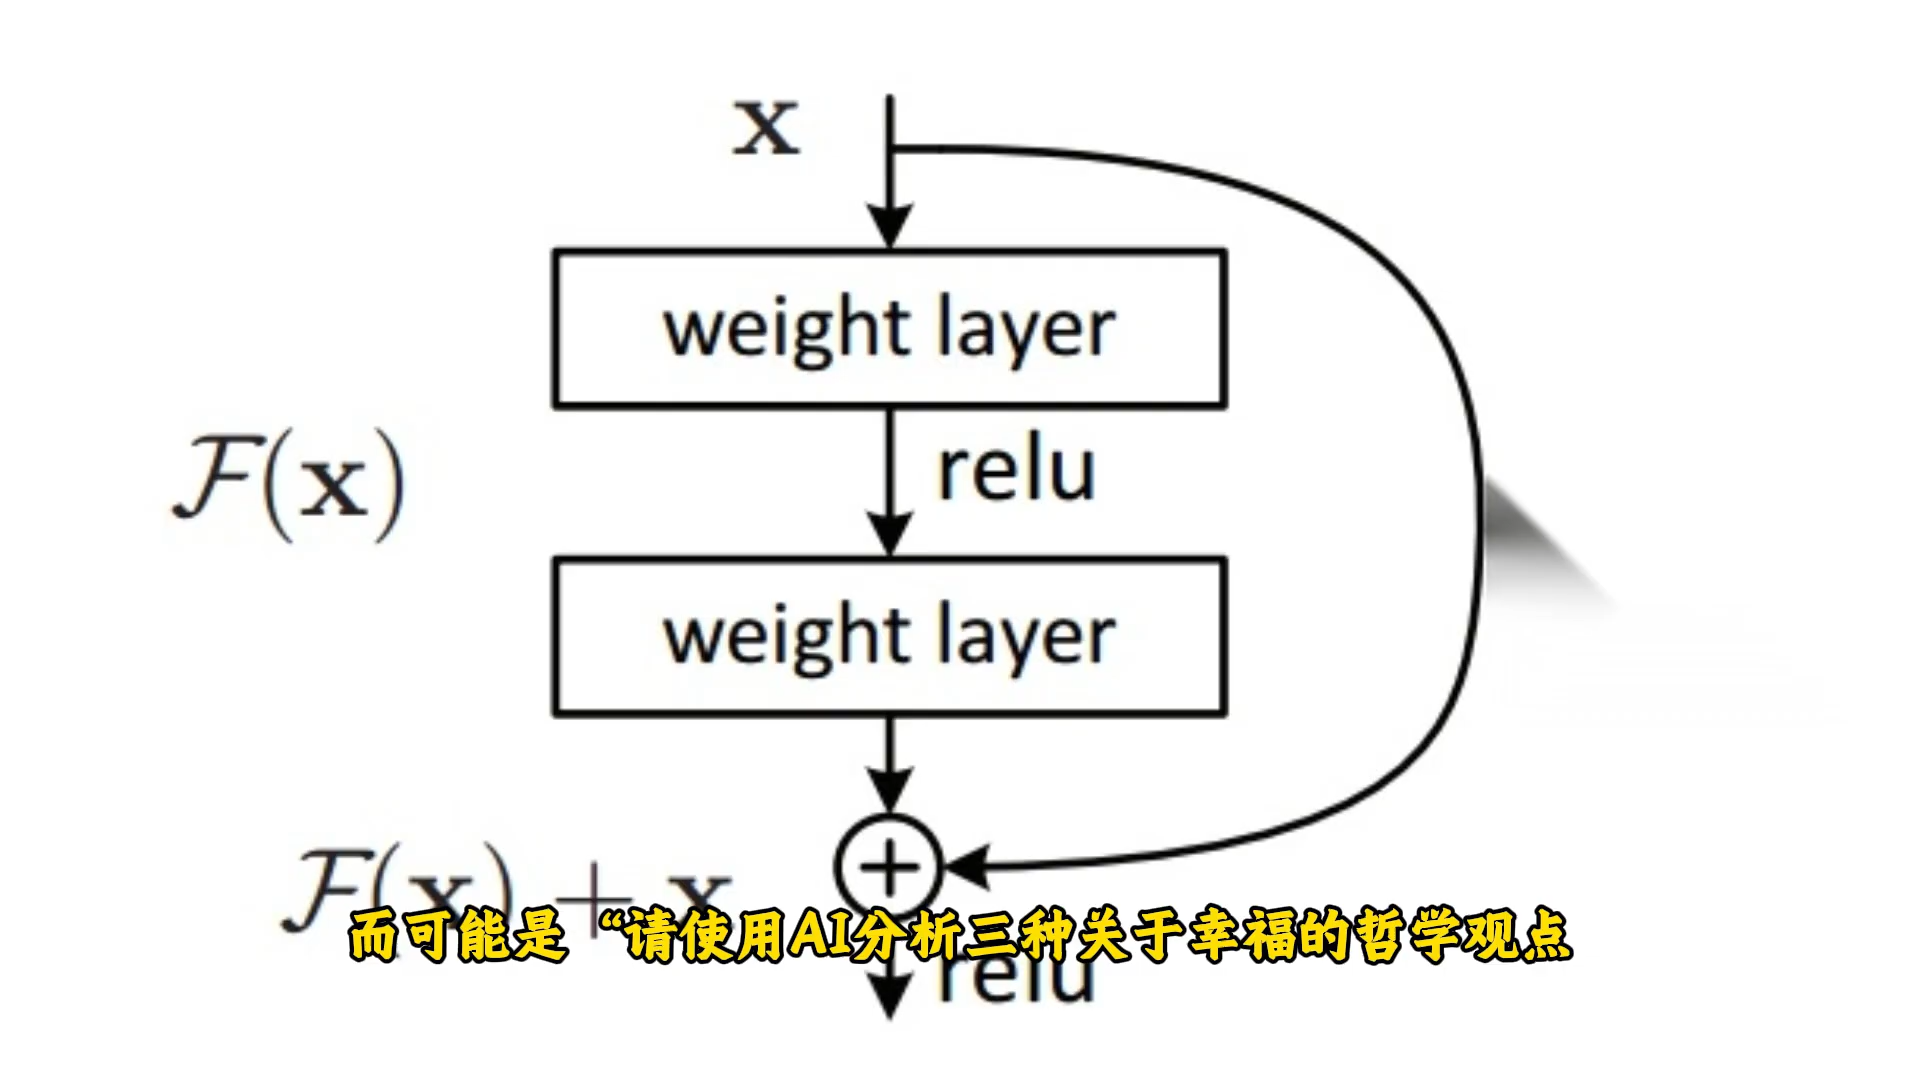 x
weight layer
F(x)
relu
weight layer
F(x) + x
而可能是“请使用AI分析三种关于幸福的哲学观点
relu